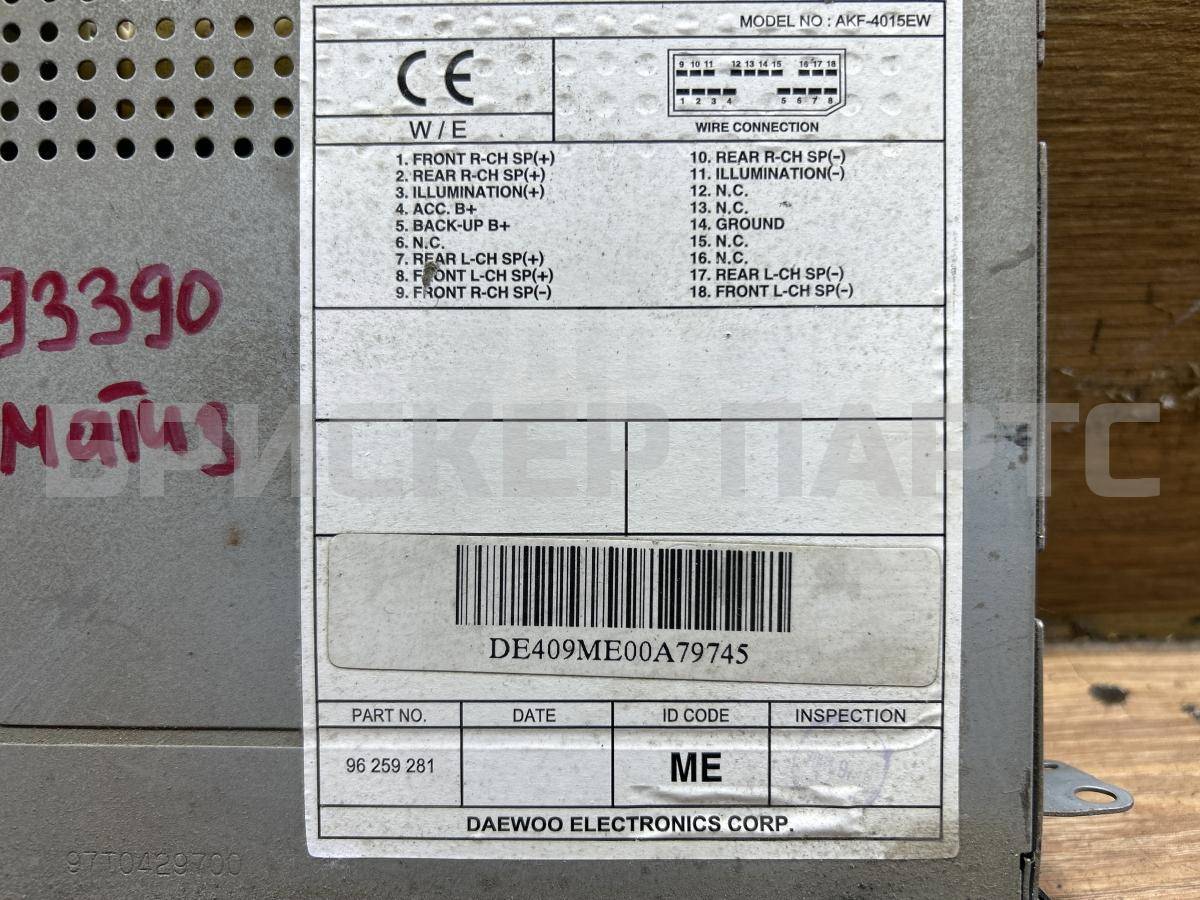 MODEL NO : AKF-4015EW
CE
W / E
9 10 11 12 13 14 15 16 17 18
1 2 3 4 5 6 7 8
WIRE CONNECTION
1. FRONT R-CH SP(+)
2. REAR R-CH SP(+)
3. ILLUMINATION(+)
4. ACC. B+
5. BACK-UP B+
6. N.C.
7. REAR L-CH SP(+)
8. FRONT L-CH SP(+)
9. FRONT R-CH SP(-)
10. REAR R-CH SP(-)
11. ILLUMINATION(-)
12. N.C.
13. N.C.
14. GROUND
15. N.C.
16. N.C.
17. REAR L-CH SP(-)
18. FRONT L-CH SP(-)
93390
Матиз
БРИСКЕР ПАРТС
DE409ME00A79745
PART NO. DATE ID CODE INSPECTION
96 259 281 ME
DAEWOO ELECTRONICS CORP.
97T0429700